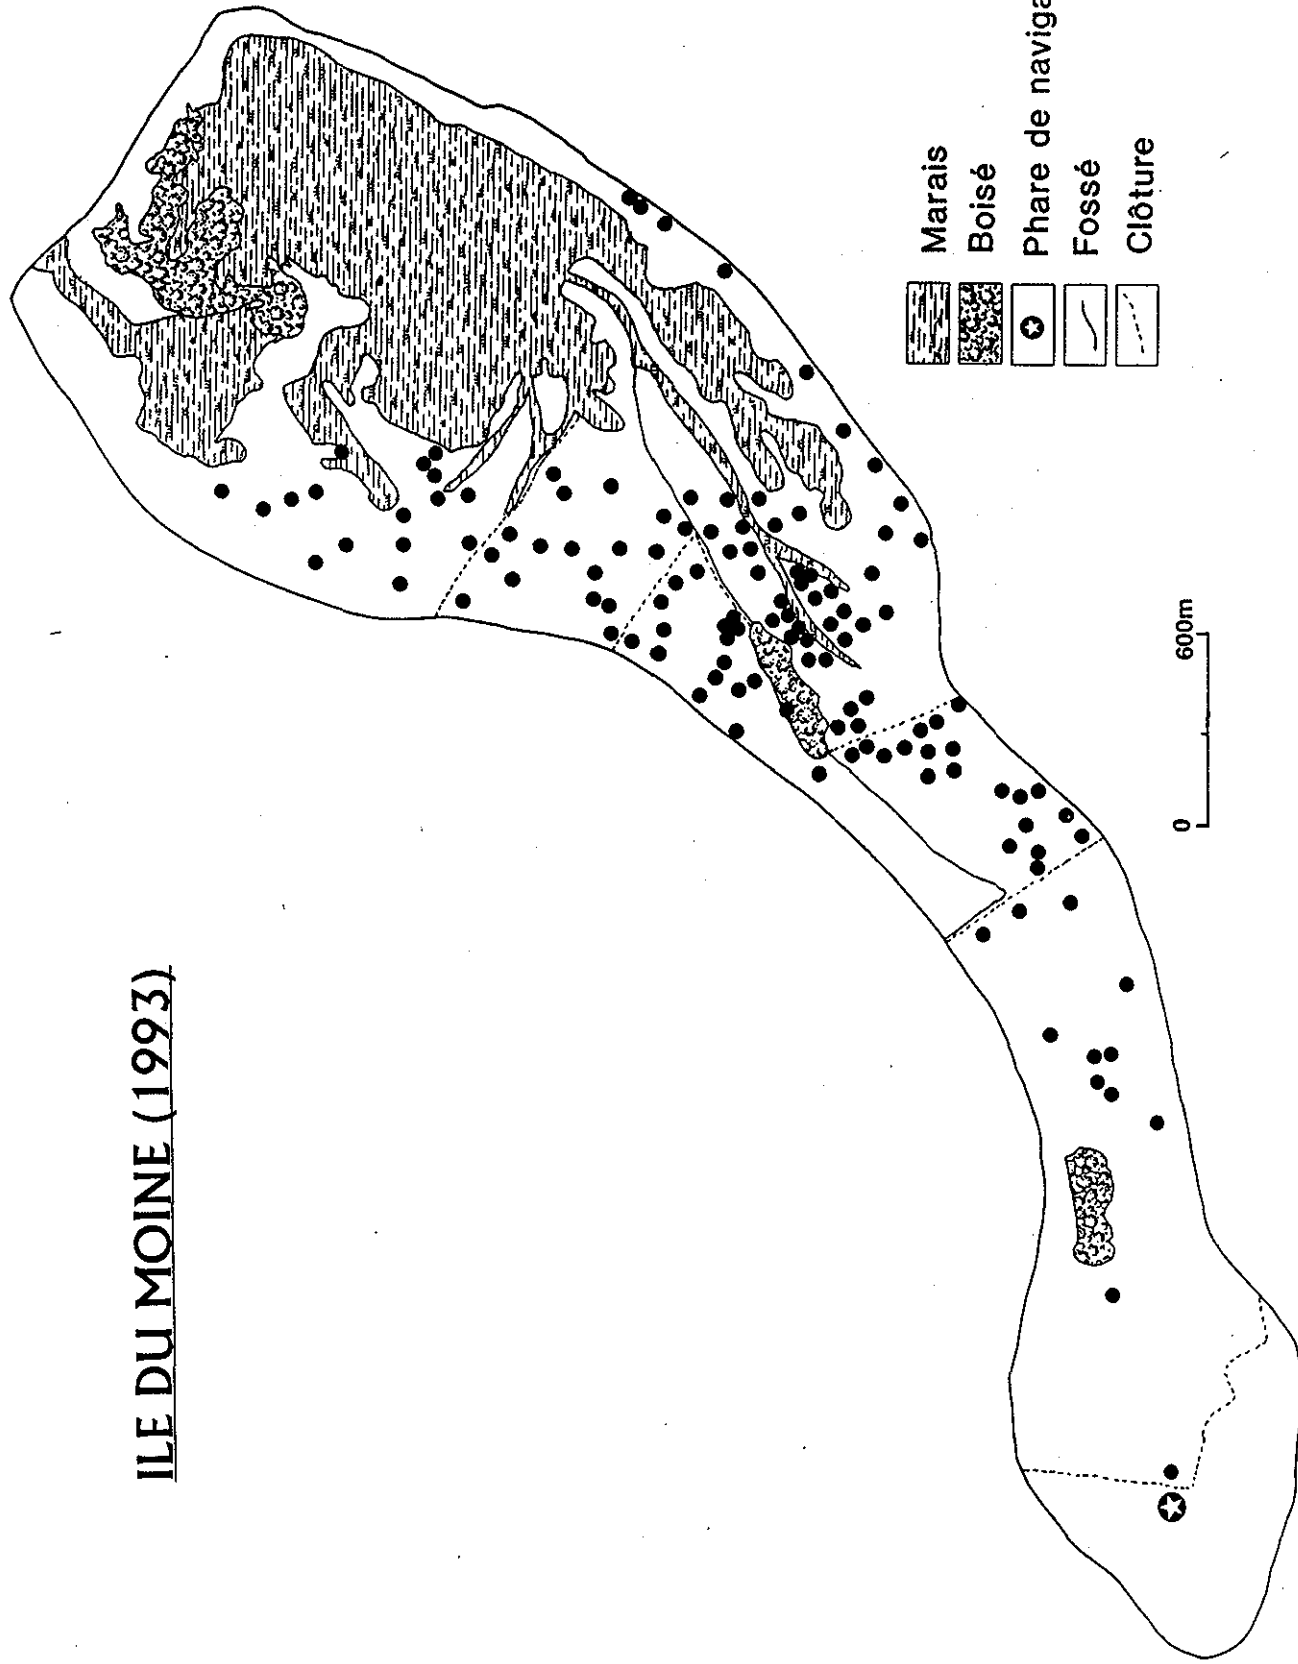 ILE DU MOINE (1993)
Marais
Boisé
Phare de naviga
Fossé
Clôture
0 600m